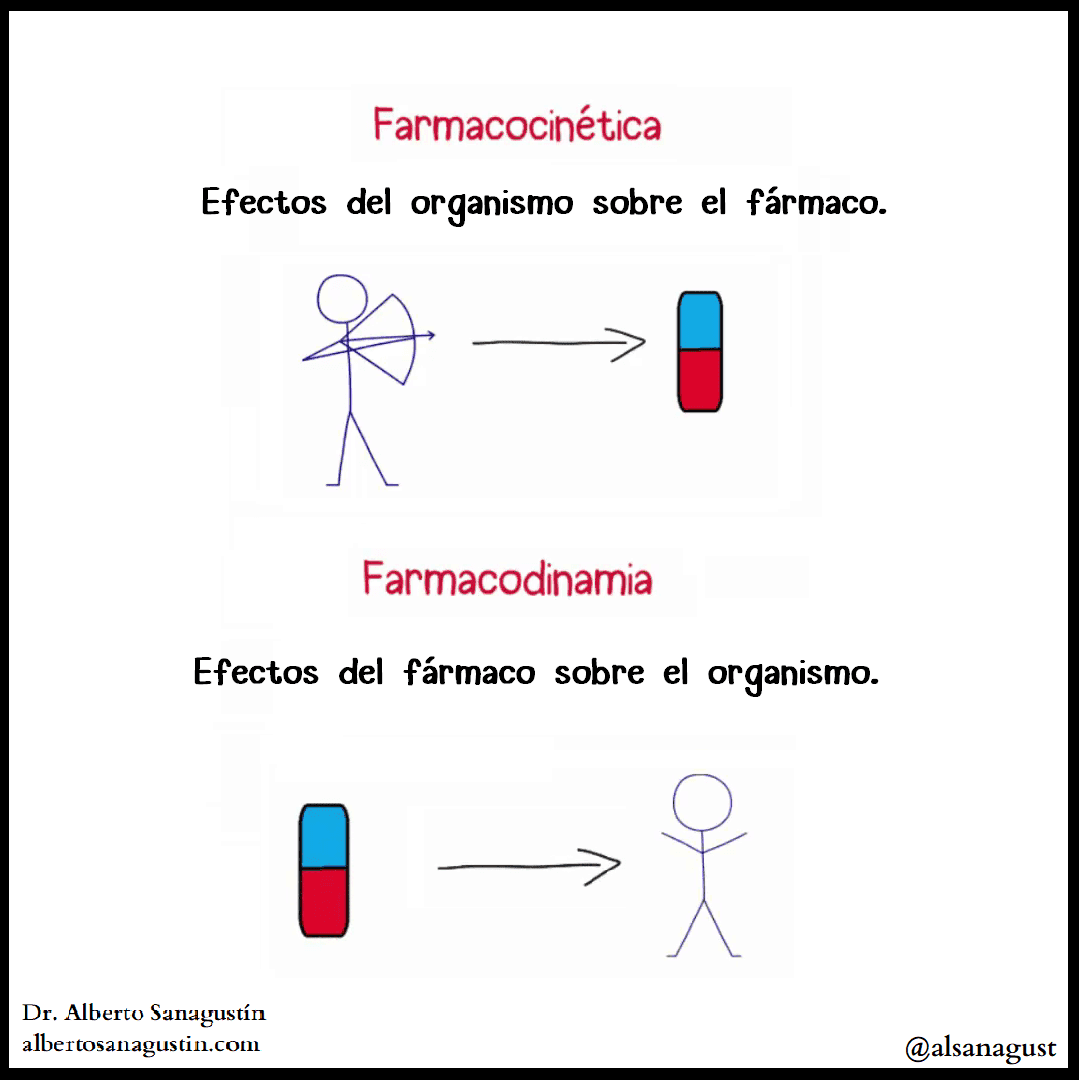 Farmacocinética
Efectos del organismo sobre el fármaco.
Farmacodinamia
Efectos del fármaco sobre el organismo.
Dr. Alberto Sanagustín
albertosanagustin.com
@alsanagust